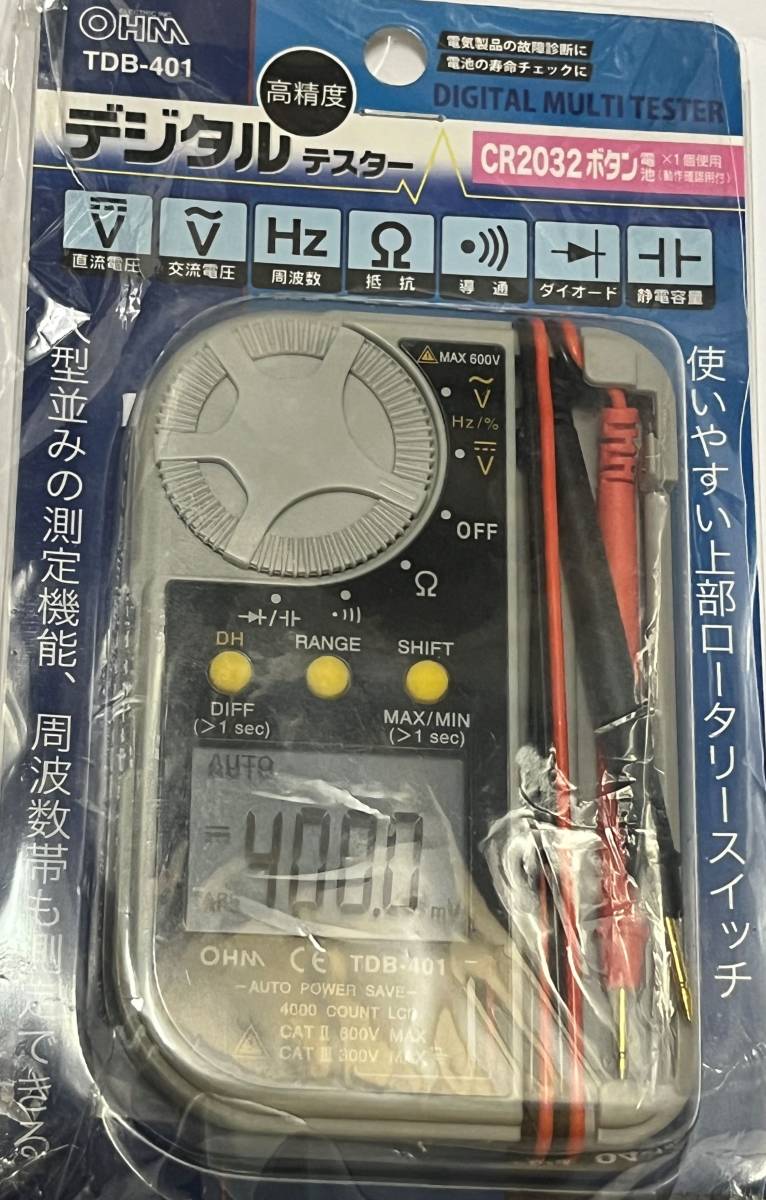 ELECTRIC INC.
OHM
TDB-401
電気製品の故障診断に
電池の寿命チェックに
高精度
DIGITAL MULTI TESTER
デジタル テスター
CR2032 ボタン電池 ×1個使用
(動作確認用付)
V
直流電圧
V
交流電圧
Hz
周波数
Ω
抵抗
導通
ダイオード
静電容量
型並みの測定機能、
周波数帯も測定できる
使いやすい上部ロータリースイッチ
MAX 600V
V
Hz/%
V
OFF
Ω
DH
RANGE
SHIFT
DIFF
(>1 sec)
MAX/MIN
(>1 sec)
AUTO
400.0
OHM CE TDB-401
-AUTO POWER SAVE-
4000 COUNT LCD
CAT II 600V MAX
CAT III 300V MAX